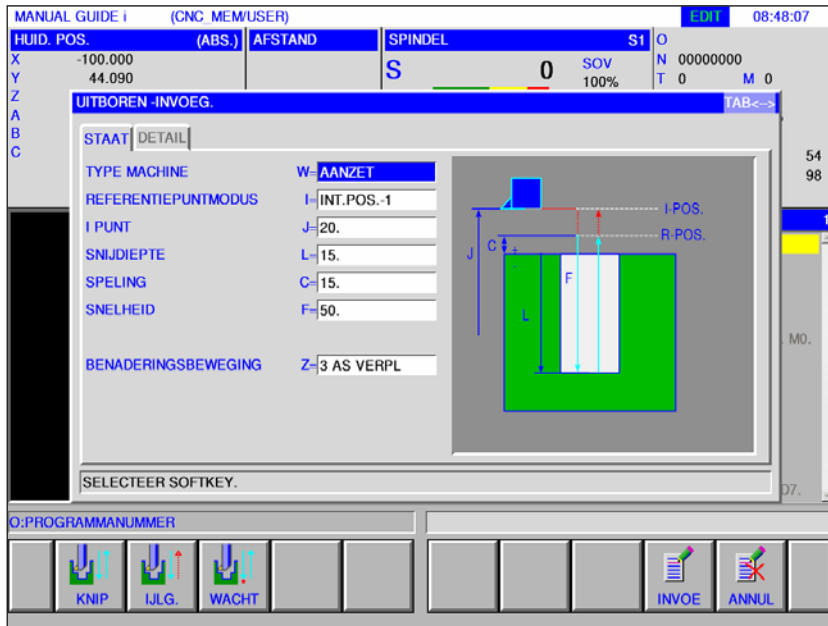 MANUAL GUIDE i (CNC_MEM/USER) EDIT 08:48:07
HUID. POS. (ABS.) AFSTAND SPINDEL S1 O
X -100.000 S 0 SOV N 00000000
Y 44.090 100% T 0 M 0
Z
A
B
C
54
98
UITBOREN -INVOEG. TAB<-->
STAAT DETAIL
TYPE MACHINE W=AANZET
REFERENTIEPUNTMODUS I=INT.POS.-1
I PUNT J=20.
SNIJDIEPTE L=15.
SPELING C=15.
SNELHEID F=50.
BENADERINGSBEWEGING Z=3 AS VERPL
I-POS.
R-POS.
J C +
F
L
1
M0.
D7.
SELECTEER SOFTKEY.
O:PROGRAMMANUMMER
KNIP IJLG. WACHT INVOE ANNUL